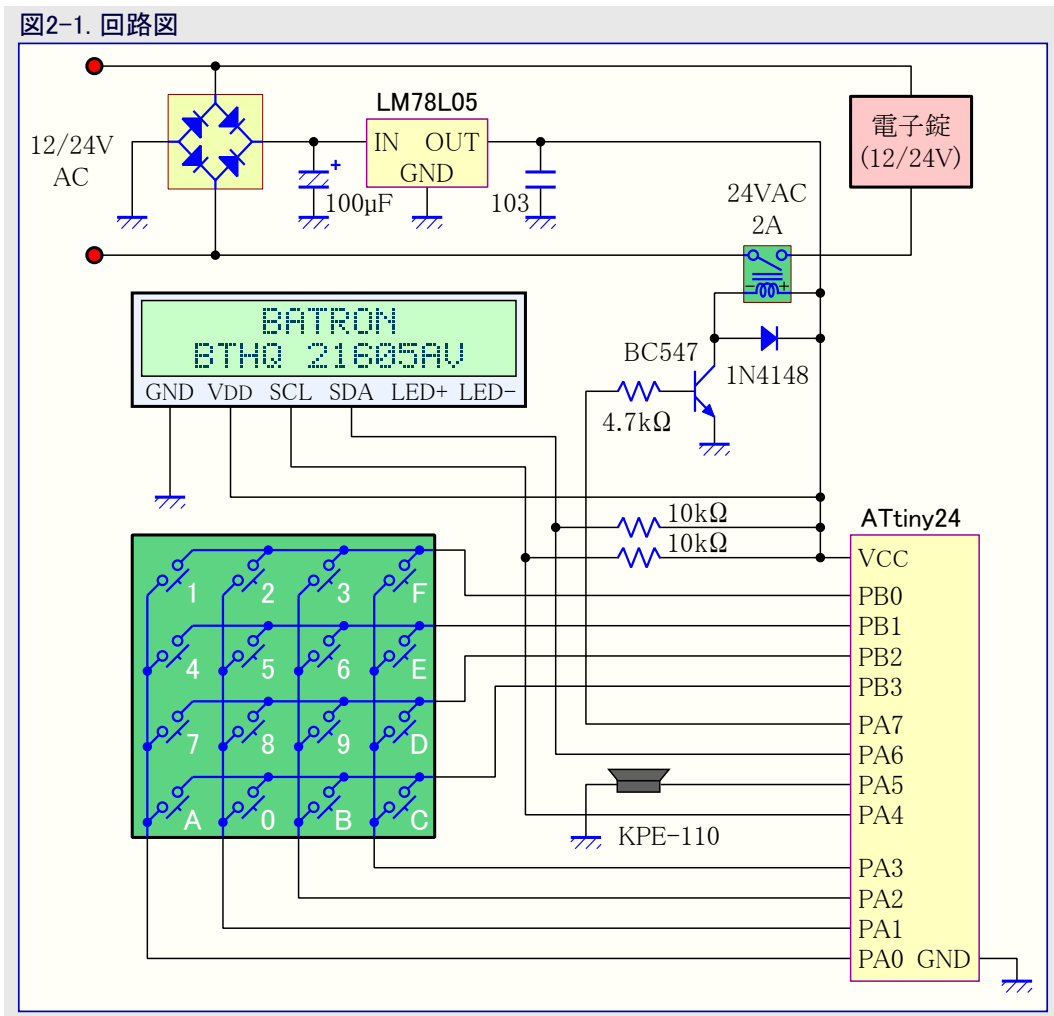 図2-1. 回路図
12/24V
AC
LM78L05
IN OUT
GND
+
100µF
103
電子錠
(12/24V)
24VAC
2A
- +
BATRON
BTHQ 21605AV
GND VDD SCL SDA LED+ LED-
BC547
1N4148
4.7kΩ
10kΩ
10kΩ
ATtiny24
VCC
PB0
PB1
PB2
PB3
PA7
PA6
PA5
PA4
PA3
PA2
PA1
PA0 GND
1 2 3 F
4 5 6 E
7 8 9 D
A 0 B C
KPE-110